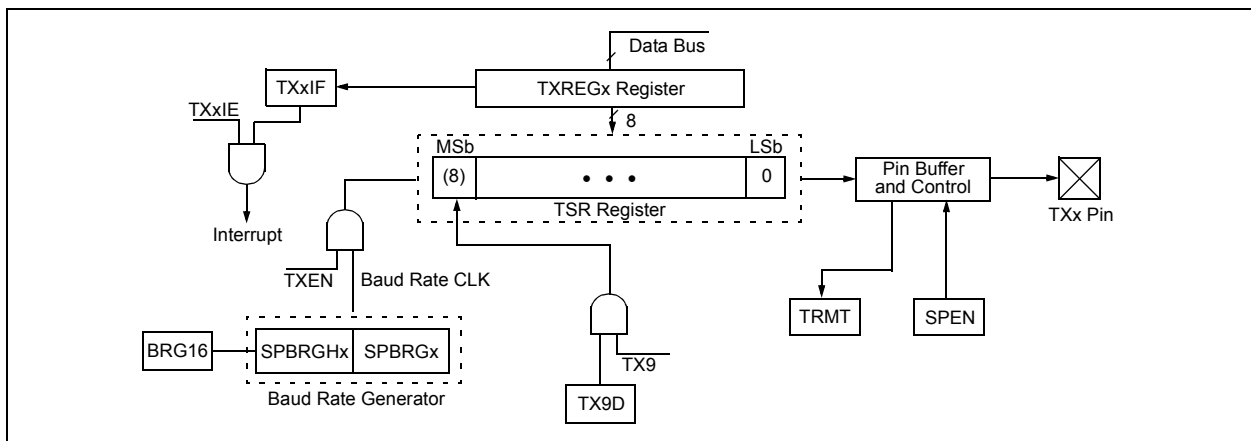 Data Bus
TXREGx Register
TXxIF
TXxIE
8
MSb
LSb
(8)
• • •
0
TSR Register
Pin Buffer
and Control
TXx Pin
Interrupt
TXEN
Baud Rate CLK
TRMT
SPEN
BRG16
SPBRGHx
SPBRGx
TX9
Baud Rate Generator
TX9D